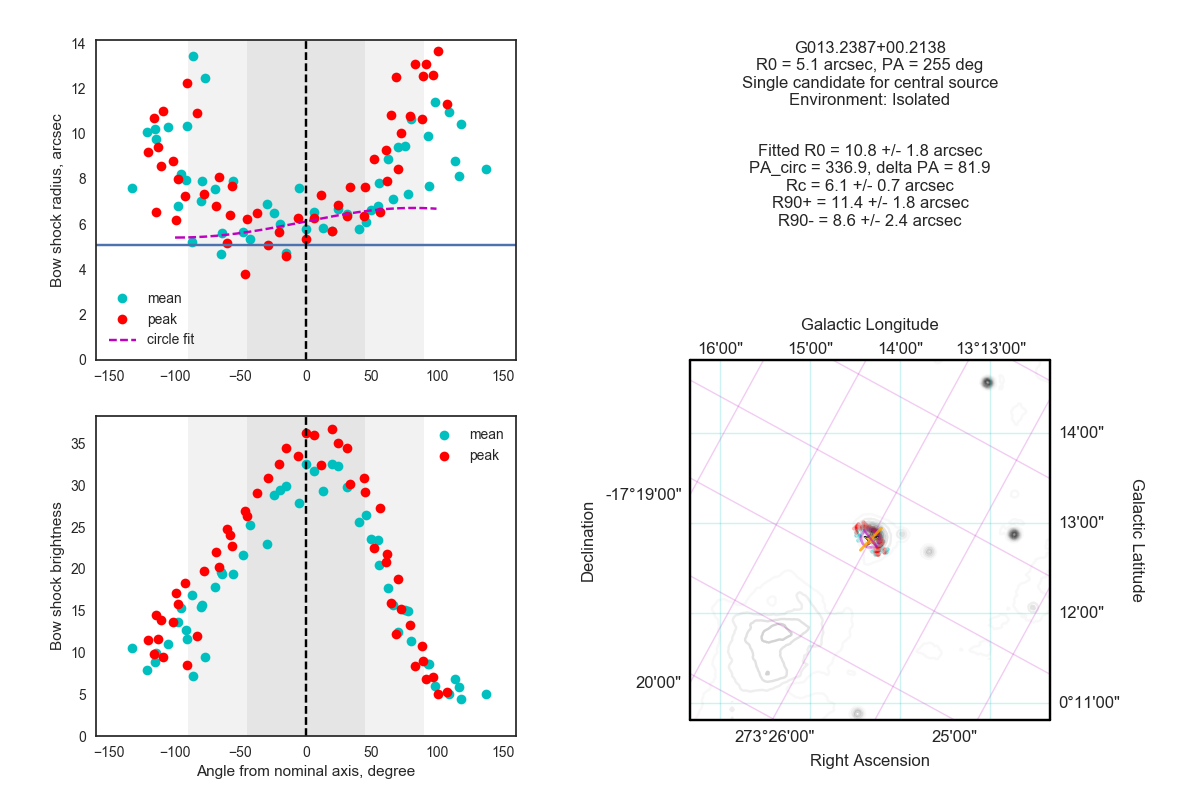 14
12
10
8
6
4
2
0
Bow shock radius, arcsec
mean
peak
circle fit
−150
−100
−50
0
50
100
150
35
30
25
20
15
10
5
0
Bow shock brightness
mean
peak
−150
−100
−50
0
50
100
150
Angle from nominal axis, degree
G013.2387+00.2138
R0 = 5.1 arcsec, PA = 255 deg
Single candidate for central source
Environment: Isolated
Fitted R0 = 10.8 +/- 1.8 arcsec
PA_circ = 336.9, delta PA = 81.9
Rc = 6.1 +/- 0.7 arcsec
R90+ = 11.4 +/- 1.8 arcsec
R90- = 8.6 +/- 2.4 arcsec
Galactic Longitude
16'00"
15'00"
14'00"
13°13'00"
14'00"
13'00"
12'00"
0°11'00"
Galactic Latitude
-17°19'00"
20'00"
Declination
273°26'00"
25'00"
Right Ascension